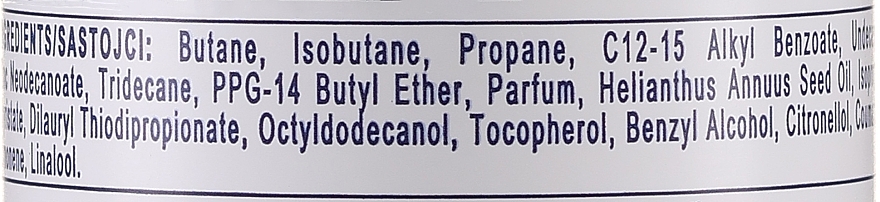 INGREDIENTS/SASTOJCI: Butane, Isobutane, Propane, C12-15 Alkyl Benzoate,
Neodecanoate, Tridecane, PPG-14 Butyl Ether, Parfum, Helianthus Annuus Seed Oil,
Dilauryl Thiodipropionate, Octyldodecanol, Tocopherol, Benzyl Alcohol, Citronellol,
Linalool.